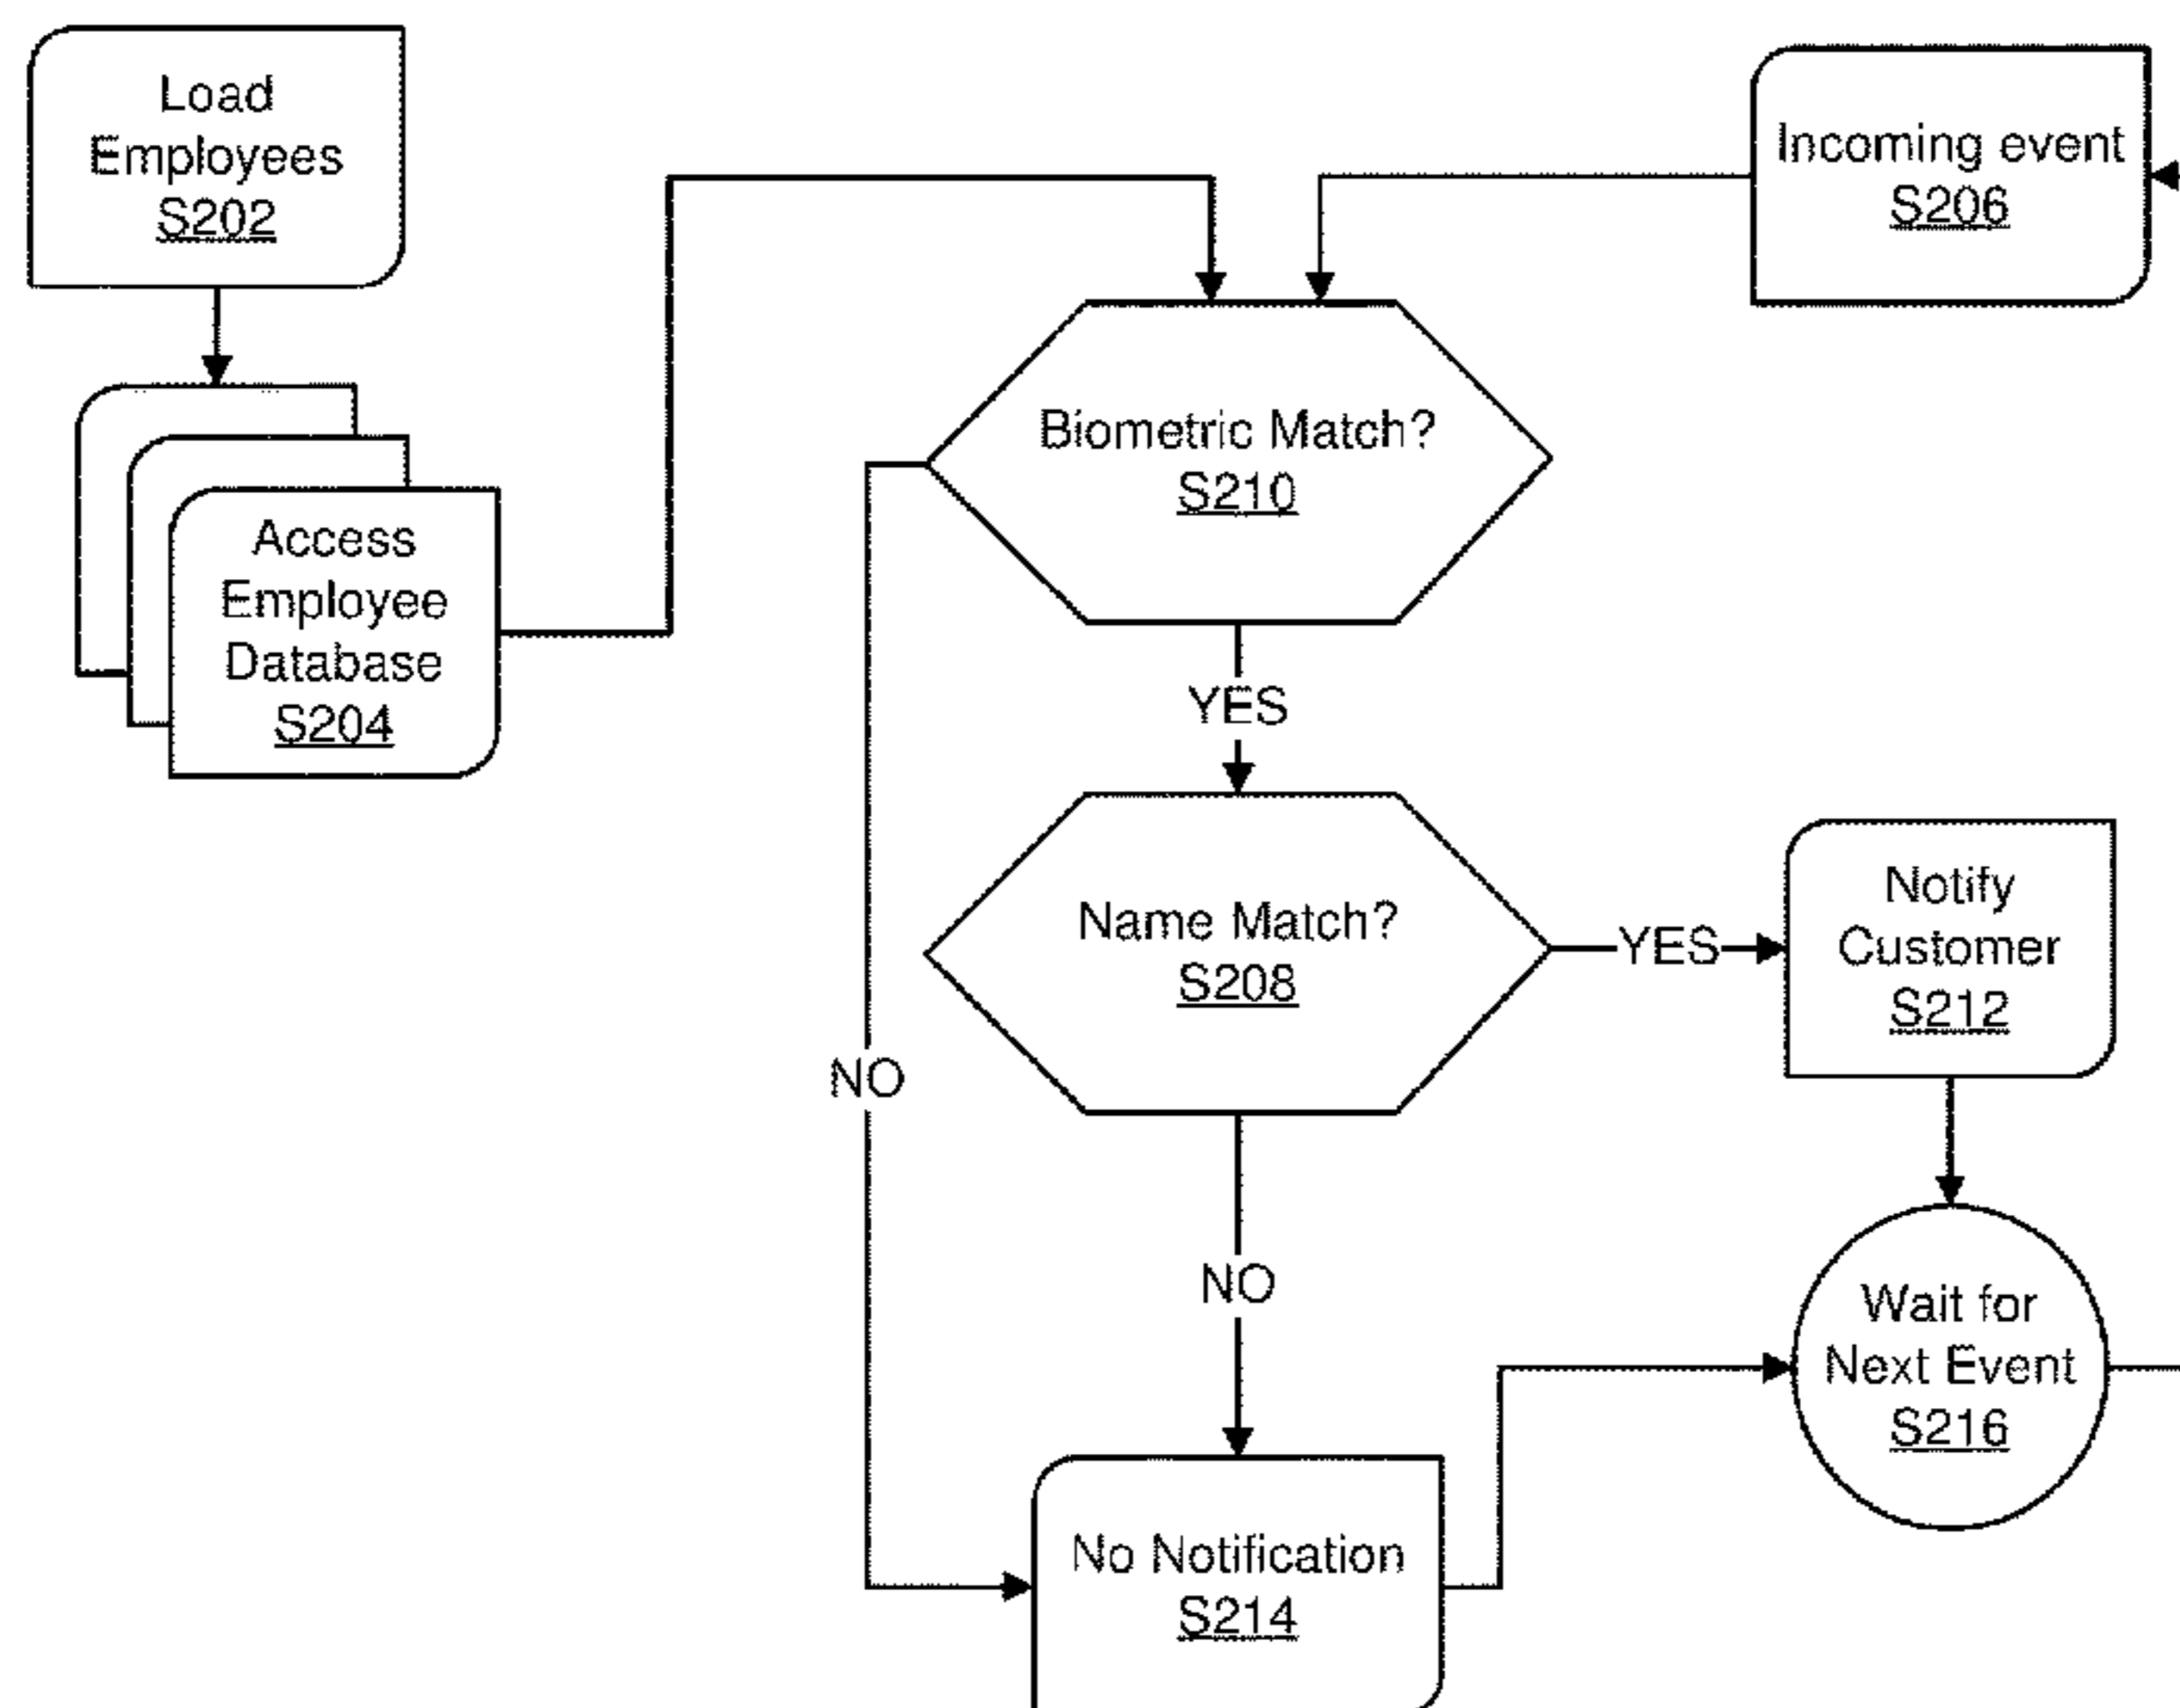 Load
Employees
S202
Incoming event
S206
Biometric Match?
S210
Access
Employee
Database
S204
YES
Name Match?
S208
YES
Notify
Customer
S212
NO
NO
Wait for
Next Event
S216
No Notification
S214